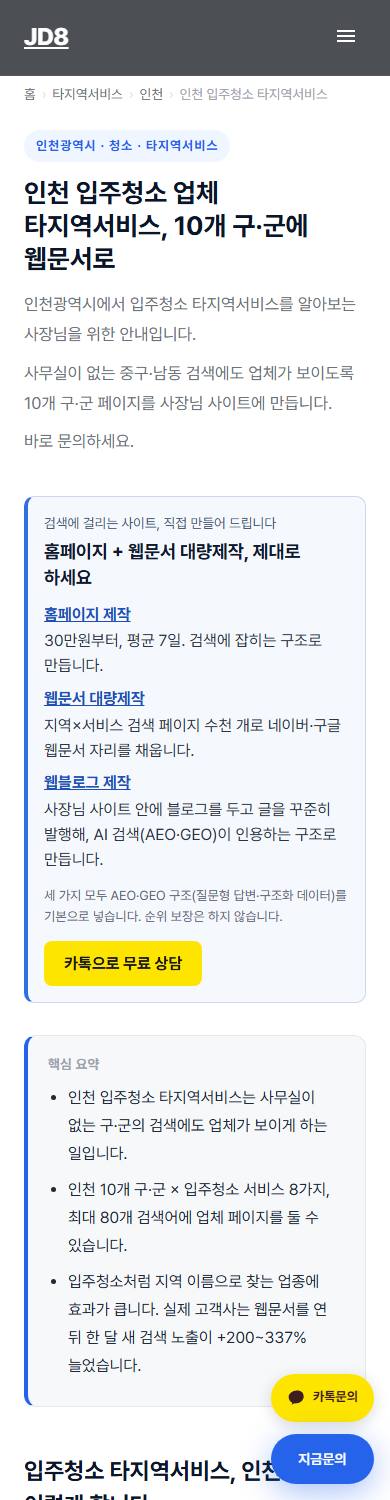 JD8
홈 › 타지역서비스 › 인천 › 인천 입주청소 타지역서비스
인천광역시 · 청소 · 타지역서비스
인천 입주청소 업체
타지역서비스, 10개 구·군에
웹문서로
인천광역시에서 입주청소 타지역서비스를 알아보는
사장님을 위한 안내입니다.
사무실이 없는 중구·남동 검색에도 업체가 보이도록
10개 구·군 페이지를 사장님 사이트에 만듭니다.
바로 문의하세요.
검색에 걸리는 사이트, 직접 만들어 드립니다
홈페이지 + 웹문서 대량제작, 제대로
하세요
홈페이지 제작
30만원부터, 평균 7일. 검색에 잡히는 구조로
만듭니다.
웹문서 대량제작
지역×서비스 검색 페이지 수천 개로 네이버·구글
웹문서 자리를 채웁니다.
웹블로그 제작
사장님 사이트 안에 블로그를 두고 글을 꾸준히
발행해, AI 검색(AEO·GEO)이 인용하는 구조로
만듭니다.
세 가지 모두 AEO·GEO 구조(질문형 답변·구조화 데이터)를
기본으로 넣습니다. 순위 보장은 하지 않습니다.
카톡으로 무료 상담
핵심 요약
• 인천 입주청소 타지역서비스는 사무실이
없는 구·군의 검색에도 업체가 보이게 하는
일입니다.
• 인천 10개 구·군 × 입주청소 서비스 8가지,
최대 80개 검색어에 업체 페이지를 둘 수
있습니다.
• 입주청소처럼 지역 이름으로 찾는 업종에
효과가 큽니다. 실제 고객사는 웹문서를 연
뒤 한 달 새 검색 노출이 +200~337%
늘었습니다.
카톡문의
지금문의
입주청소 타지역서비스, 인천